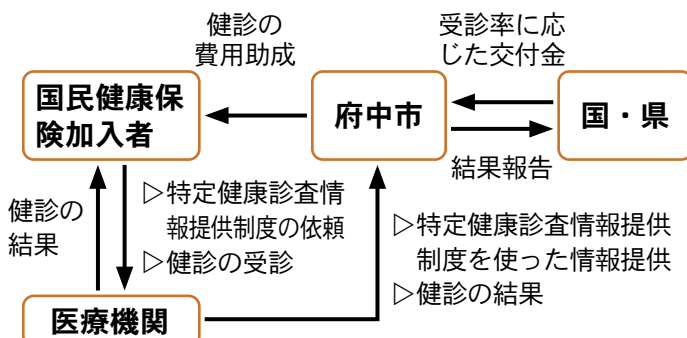 健診の
費用助成
受診率に応
じた交付金
国民健康保
険加入者
府中市
国・県
結果報告
健診の
結果
▷特定健康診査情
報提供制度の依頼
▷健診の受診
▷特定健康診査情報提供
制度を使った情報提供
▷健診の結果
医療機関